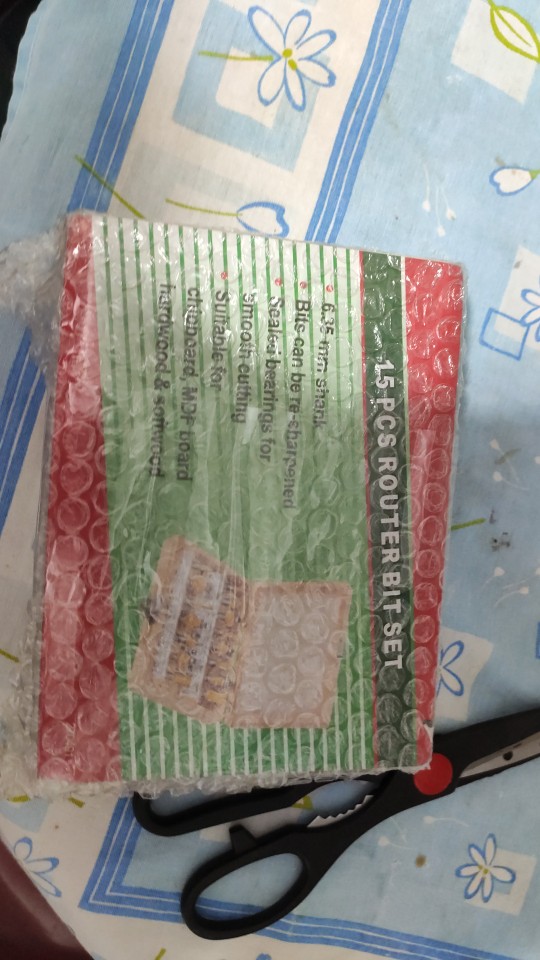 15-PCS ROUTER BIT SET
6.35 mm shank
Bits can be re-sharpened
Sealed bearings for
smooth cutting
Suitable for
chipboard, MDF board
hardwood & softwood